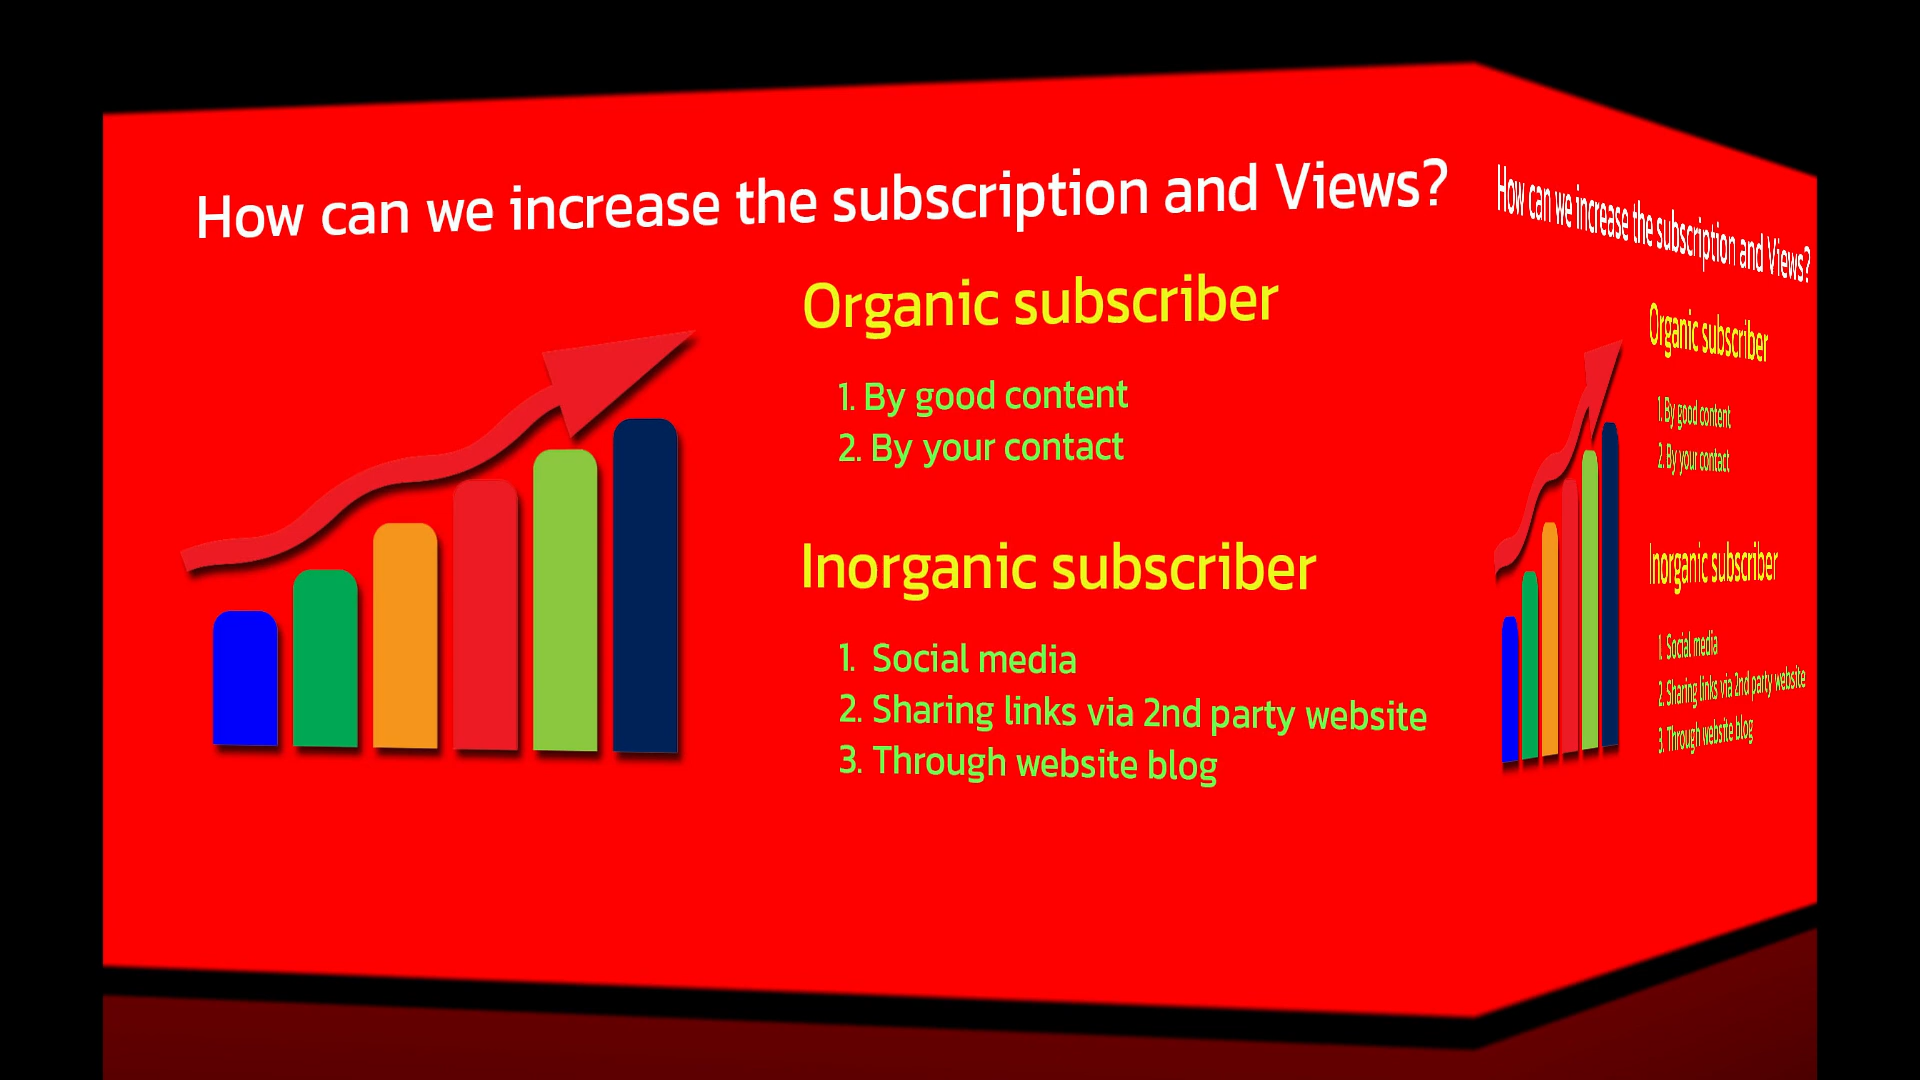 How can we increase the subscription and Views?
Organic subscriber
1. By good content
2. By your contact
Inorganic subscriber
1. Social media
2. Sharing links via 2nd party website
3. Through website blog
How can we increase the subscription and Views?
Organic subscriber
1. By good content
2. By your contact
Inorganic subscriber
1. Social media
2. Sharing links via 2nd party website
3. Through website blog